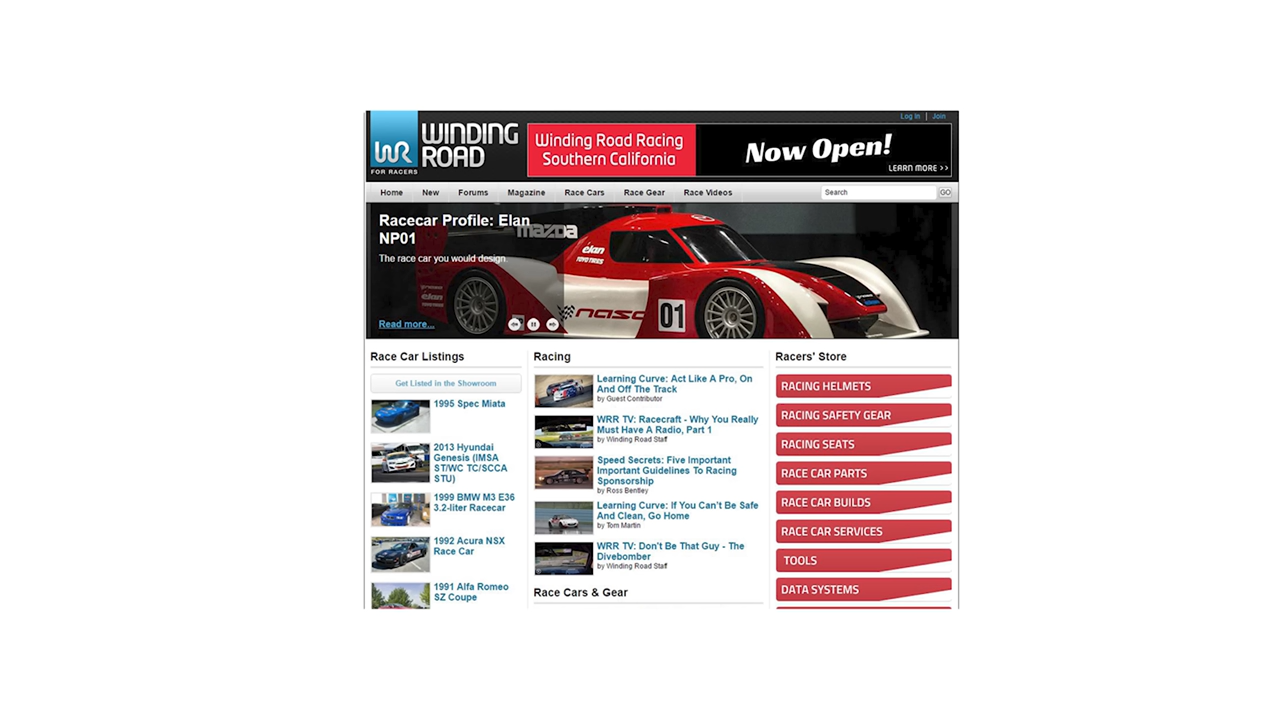 Log In | Join
WR
FOR RACERS
WINDING
ROAD
Winding Road Racing
Southern California
Now Open!
LEARN MORE >>
Home New Forums Magazine Race Cars Race Gear Race Videos
Search GO
Racecar Profile: Elan
NP01
The race car you would design
Read more...
mazda
élan
TOYO TIRES
élan
nasa
01
Race Car Listings
Get Listed in the Showroom
1995 Spec Miata
2013 Hyundai
Genesis (IMSA
ST/WC TC/SCCA
STU)
1999 BMW M3 E36
3.2-liter Racecar
1992 Acura NSX
Race Car
1991 Alfa Romeo
SZ Coupe
Racing
Learning Curve: Act Like A Pro, On
And Off The Track
by Guest Contributor
WRR TV: Racecraft - Why You Really
Must Have A Radio, Part 1
by Winding Road Staff
Speed Secrets: Five Important
Important Guidelines To Racing
Sponsorship
by Ross Bentley
Learning Curve: If You Can't Be Safe
And Clean, Go Home
by Tom Martin
WRR TV: Don't Be That Guy - The
Divebomber
by Winding Road Staff
Race Cars & Gear
Racers' Store
RACING HELMETS
RACING SAFETY GEAR
RACING SEATS
RACE CAR PARTS
RACE CAR BUILDS
RACE CAR SERVICES
TOOLS
DATA SYSTEMS